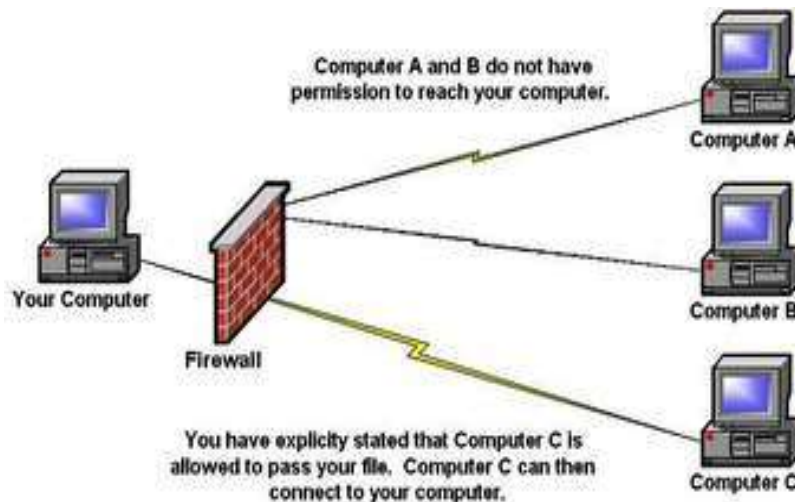 Computer A and B do not have
permission to reach your computer.
Computer A
Your Computer
Firewall
Computer B
You have explicity stated that Computer C is
allowed to pass your file.  Computer C can then
connect to your computer.
Computer C